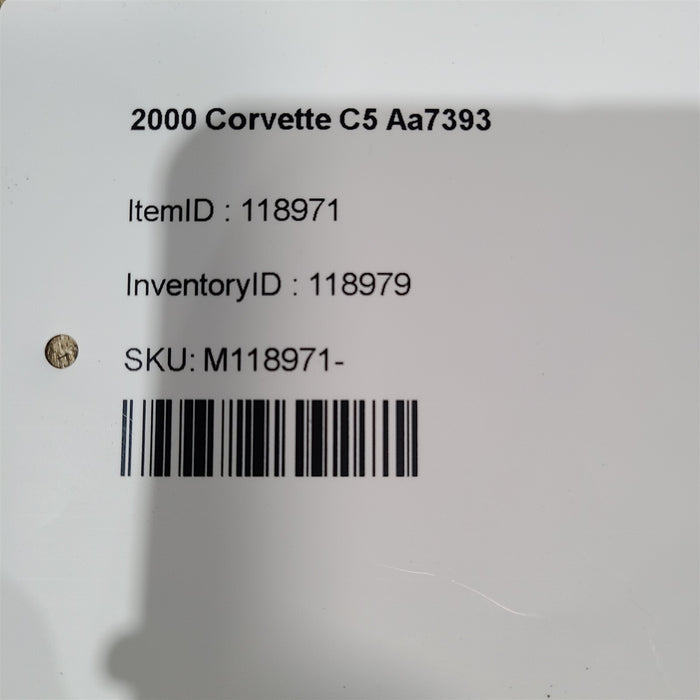 2000 Corvette C5 Aa7393
ItemID : 118971
InventoryID : 118979
SKU: M118971-